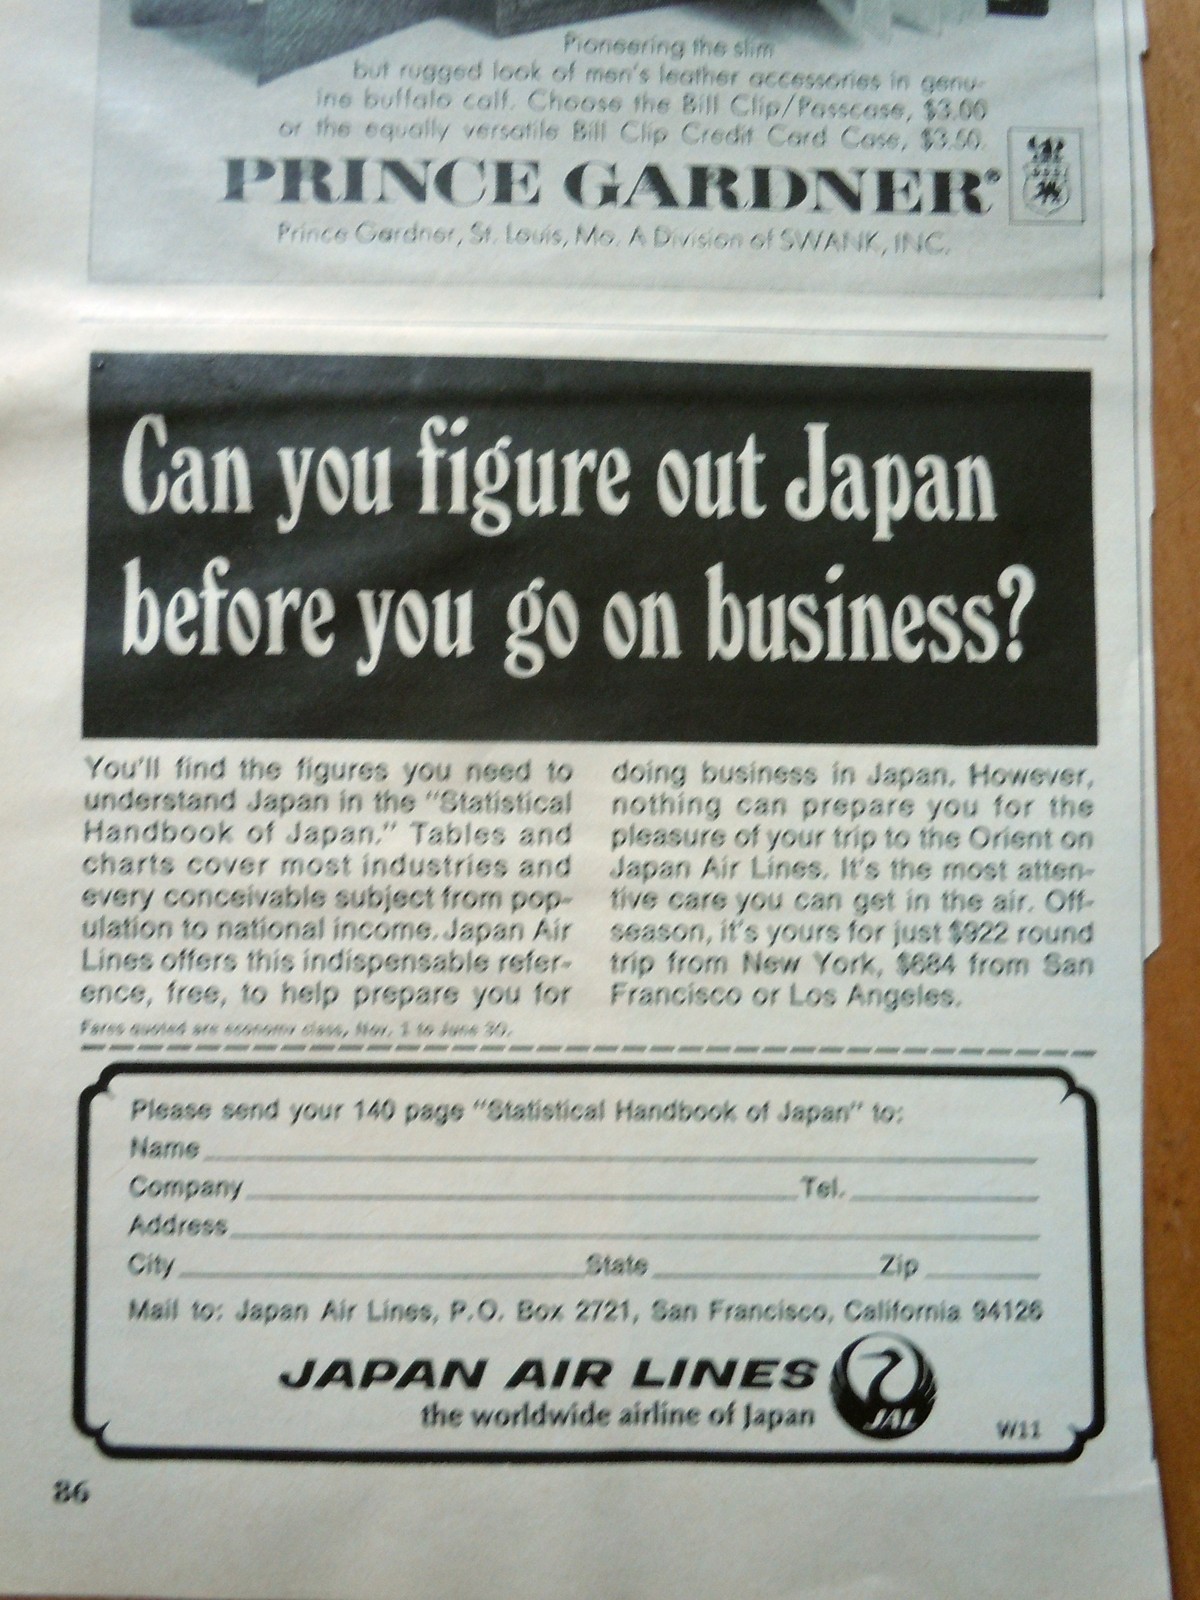 Pioneering the slim
but rugged look of men's leather accessories in genu-
ine buffalo calf. Choose the Bill Clip/Passcase, $3.00
or the equally versatile Bill Clip Credit Card Case, $3.50.
PRINCE GARDNER®
Prince Gardner, St. Louis, Mo. A Division of SWANK, INC.
Can you figure out Japan
before you go on business?
You'll find the figures you need to
understand Japan in the "Statistical
Handbook of Japan." Tables and
charts cover most industries and
every conceivable subject from pop-
ulation to national income. Japan Air
Lines offers this indispensable refer-
ence, free, to help prepare you for
doing business in Japan. However,
nothing can prepare you for the
pleasure of your trip to the Orient on
Japan Air Lines. It's the most atten-
tive care you can get in the air. Off-
season, it's yours for just $922 round
trip from New York, $684 from San
Francisco or Los Angeles.
Fares quoted are economy class, Nov. 1 to June 30.
Please send your 140 page "Statistical Handbook of Japan" to:
Name
Company Tel.
Address
City State Zip
Mail to: Japan Air Lines, P.O. Box 2721, San Francisco, California 94126
JAPAN AIR LINES
the worldwide airline of Japan
JAL
W11
86